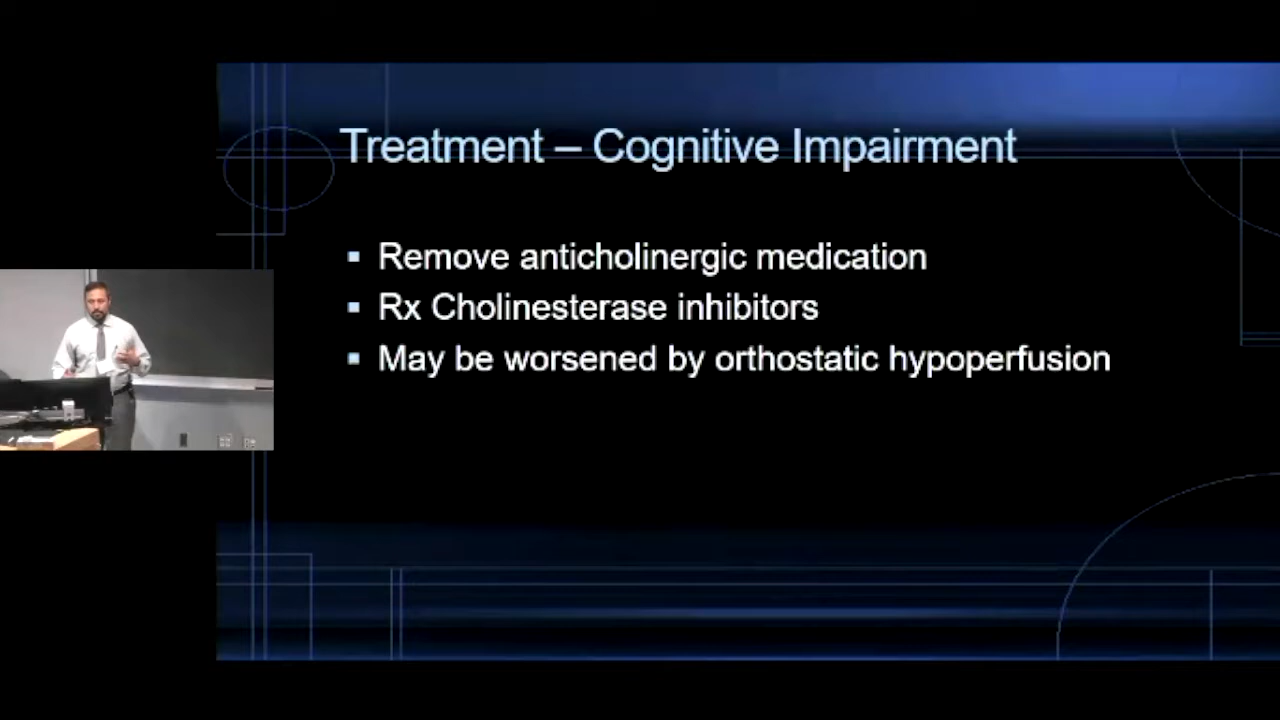 Treatment – Cognitive Impairment
▪ Remove anticholinergic medication
▪ Rx Cholinesterase inhibitors
▪ May be worsened by orthostatic hypoperfusion